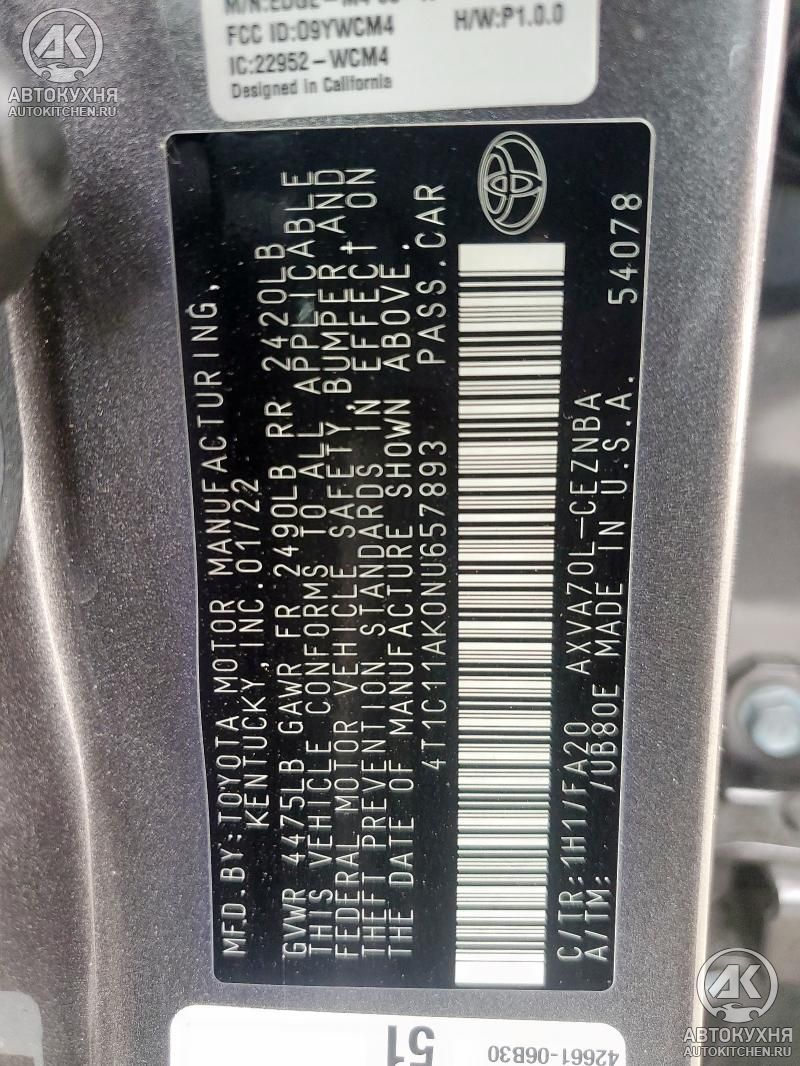 FCC ID:O9YWCM4
H/W:P1.0.0
IC:22952-WCM4
Designed in California
АВТОКУХНЯ
AUTOKITCHEN.RU
MFD.BY:TOYOTA MOTOR MANUFACTURING,
KENTUCKY, INC.01/22
GVWR 4475LB GAWR FR 2490LB RR 2420LB
THIS VEHICLE CONFORMS TO ALL APPLICABLE
FEDERAL MOTOR VEHICLE SAFETY, BUMPER, AND
THEFT PREVENTION STANDARDS IN EFFECT ON
THE DATE OF MANUFACTURE SHOWN ABOVE.
4T1C11AK0NU657893 PASS.CAR
C/TR:1H1/FA20 AXVA70L-CEZNBA 54078
A/TM: /UB80E MADE IN U.S.A.
51
42661-06B30
АК
АВТОКУХНЯ
AUTOKITCHEN.RU